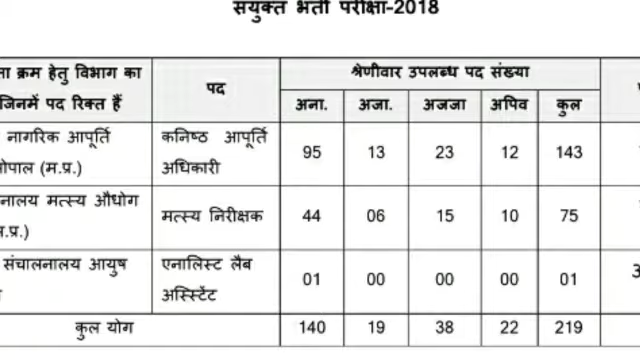 संयुक्त भर्ती परीक्षा-2018
क्रम हेतु विभाग का
जिनमें पद रिक्त हैं
पद
श्रेणीवार उपलब्ध पद संख्या
अना. अजा. अजजा अपिव कुल
नागरिक आपूर्ति
(म.प्र.)
कनिष्ठ आपूर्ति
अधिकारी
95 13 23 12 143
मत्स्य औधोग
मत्स्य निरीक्षक
44 06 15 10 75
संचालनालय आयुष
एनालिस्ट लैब
अस्स्टिेंट
01 00 00 00 01
कुल योग 140 19 38 22 219